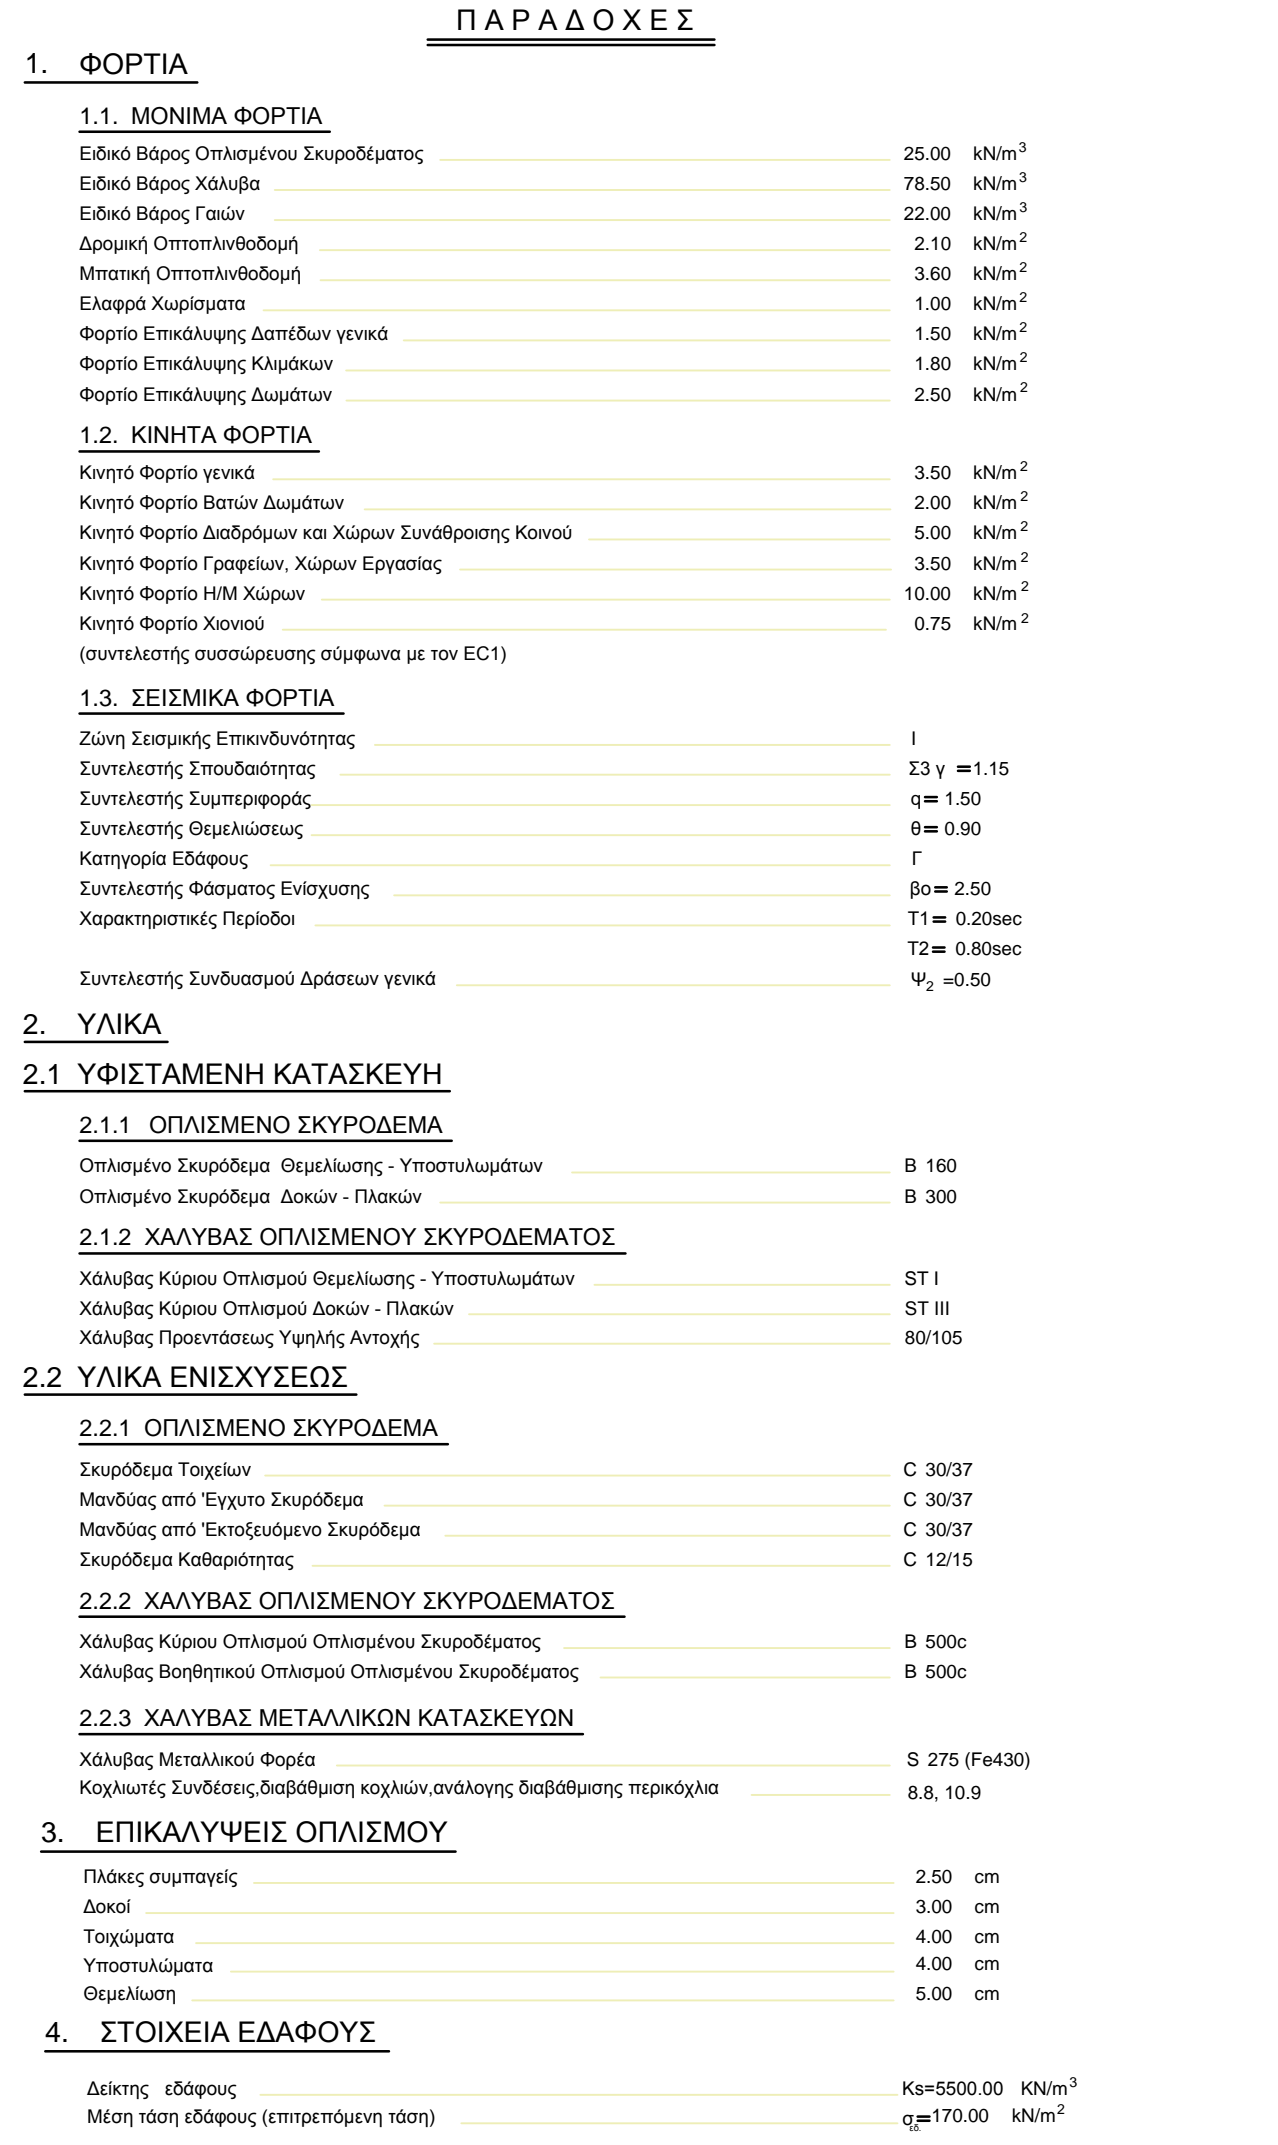 ΠΑΡΑΔΟΧΕΣ
1. ΦΟΡΤΙΑ
1.1. ΜΟΝΙΜΑ ΦΟΡΤΙΑ
Ειδικό Βάρος Οπλισμένου Σκυροδέματος 25.00 kN/m³
Ειδικό Βάρος Χάλυβα 78.50 kN/m³
Ειδικό Βάρος Γαιών 22.00 kN/m³
Δρομική Οπτοπλινθοδομή 2.10 kN/m²
Μπατική Οπτοπλινθοδομή 3.60 kN/m²
Ελαφρά Χωρίσματα 1.00 kN/m²
Φορτίο Επικάλυψης Δαπέδων γενικά 1.50 kN/m²
Φορτίο Επικάλυψης Κλιμάκων 1.80 kN/m²
Φορτίο Επικάλυψης Δωμάτων 2.50 kN/m²
1.2. ΚΙΝΗΤΑ ΦΟΡΤΙΑ
Κινητό Φορτίο γενικά 3.50 kN/m²
Κινητό Φορτίο Βατών Δωμάτων 2.00 kN/m²
Κινητό Φορτίο Διαδρόμων και Χώρων Συνάθροισης Κοινού 5.00 kN/m²
Κινητό Φορτίο Γραφείων, Χώρων Εργασίας 3.50 kN/m²
Κινητό Φορτίο Η/Μ Χώρων 10.00 kN/m²
Κινητό Φορτίο Χιονιού 0.75 kN/m²
(συντελεστής συσσώρευσης σύμφωνα με τον EC1)
1.3. ΣΕΙΣΜΙΚΑ ΦΟΡΤΙΑ
Ζώνη Σεισμικής Επικινδυνότητας Ι
Συντελεστής Σπουδαιότητας Σ3 γ =1.15
Συντελεστής Συμπεριφοράς q= 1.50
Συντελεστής Θεμελιώσεως θ= 0.90
Κατηγορία Εδάφους Γ
Συντελεστής Φάσματος Ενίσχυσης βο= 2.50
Χαρακτηριστικές Περίοδοι T1= 0.20sec
T2= 0.80sec
Συντελεστής Συνδυασμού Δράσεων γενικά Ψ₂ =0.50
2. ΥΛΙΚΑ
2.1 ΥΦΙΣΤΑΜΕΝΗ ΚΑΤΑΣΚΕΥΗ
2.1.1 ΟΠΛΙΣΜΕΝΟ ΣΚΥΡΟΔΕΜΑ
Οπλισμένο Σκυρόδεμα Θεμελίωσης - Υποστυλωμάτων B 160
Οπλισμένο Σκυρόδεμα Δοκών - Πλακών B 300
2.1.2 ΧΑΛΥΒΑΣ ΟΠΛΙΣΜΕΝΟΥ ΣΚΥΡΟΔΕΜΑΤΟΣ
Χάλυβας Κύριου Οπλισμού Θεμελίωσης - Υποστυλωμάτων ST I
Χάλυβας Κύριου Οπλισμού Δοκών - Πλακών ST III
Χάλυβας Προεντάσεως Υψηλής Αντοχής 80/105
2.2 ΥΛΙΚΑ ΕΝΙΣΧΥΣΕΩΣ
2.2.1 ΟΠΛΙΣΜΕΝΟ ΣΚΥΡΟΔΕΜΑ
Σκυρόδεμα Τοιχείων C 30/37
Μανδύας από 'Εγχυτο Σκυρόδεμα C 30/37
Μανδύας από 'Εκτοξευόμενο Σκυρόδεμα C 30/37
Σκυρόδεμα Καθαριότητας C 12/15
2.2.2 ΧΑΛΥΒΑΣ ΟΠΛΙΣΜΕΝΟΥ ΣΚΥΡΟΔΕΜΑΤΟΣ
Χάλυβας Κύριου Οπλισμού Οπλισμένου Σκυροδέματος B 500c
Χάλυβας Βοηθητικού Οπλισμού Οπλισμένου Σκυροδέματος B 500c
2.2.3 ΧΑΛΥΒΑΣ ΜΕΤΑΛΛΙΚΩΝ ΚΑΤΑΣΚΕΥΩΝ
Χάλυβας Μεταλλικού Φορέα S 275 (Fe430)
Κοχλιωτές Συνδέσεις,διαβάθμιση κοχλιών,ανάλογης διαβάθμισης περικόχλια 8.8, 10.9
3. ΕΠΙΚΑΛΥΨΕΙΣ ΟΠΛΙΣΜΟΥ
Πλάκες συμπαγείς 2.50 cm
Δοκοί 3.00 cm
Τοιχώματα 4.00 cm
Υποστυλώματα 4.00 cm
Θεμελίωση 5.00 cm
4. ΣΤΟΙΧΕΙΑ ΕΔΑΦΟΥΣ
Δείκτης εδάφους Ks=5500.00 KN/m³
Μέση τάση εδάφους (επιτρεπόμενη τάση) σεδ.=170.00 kN/m²